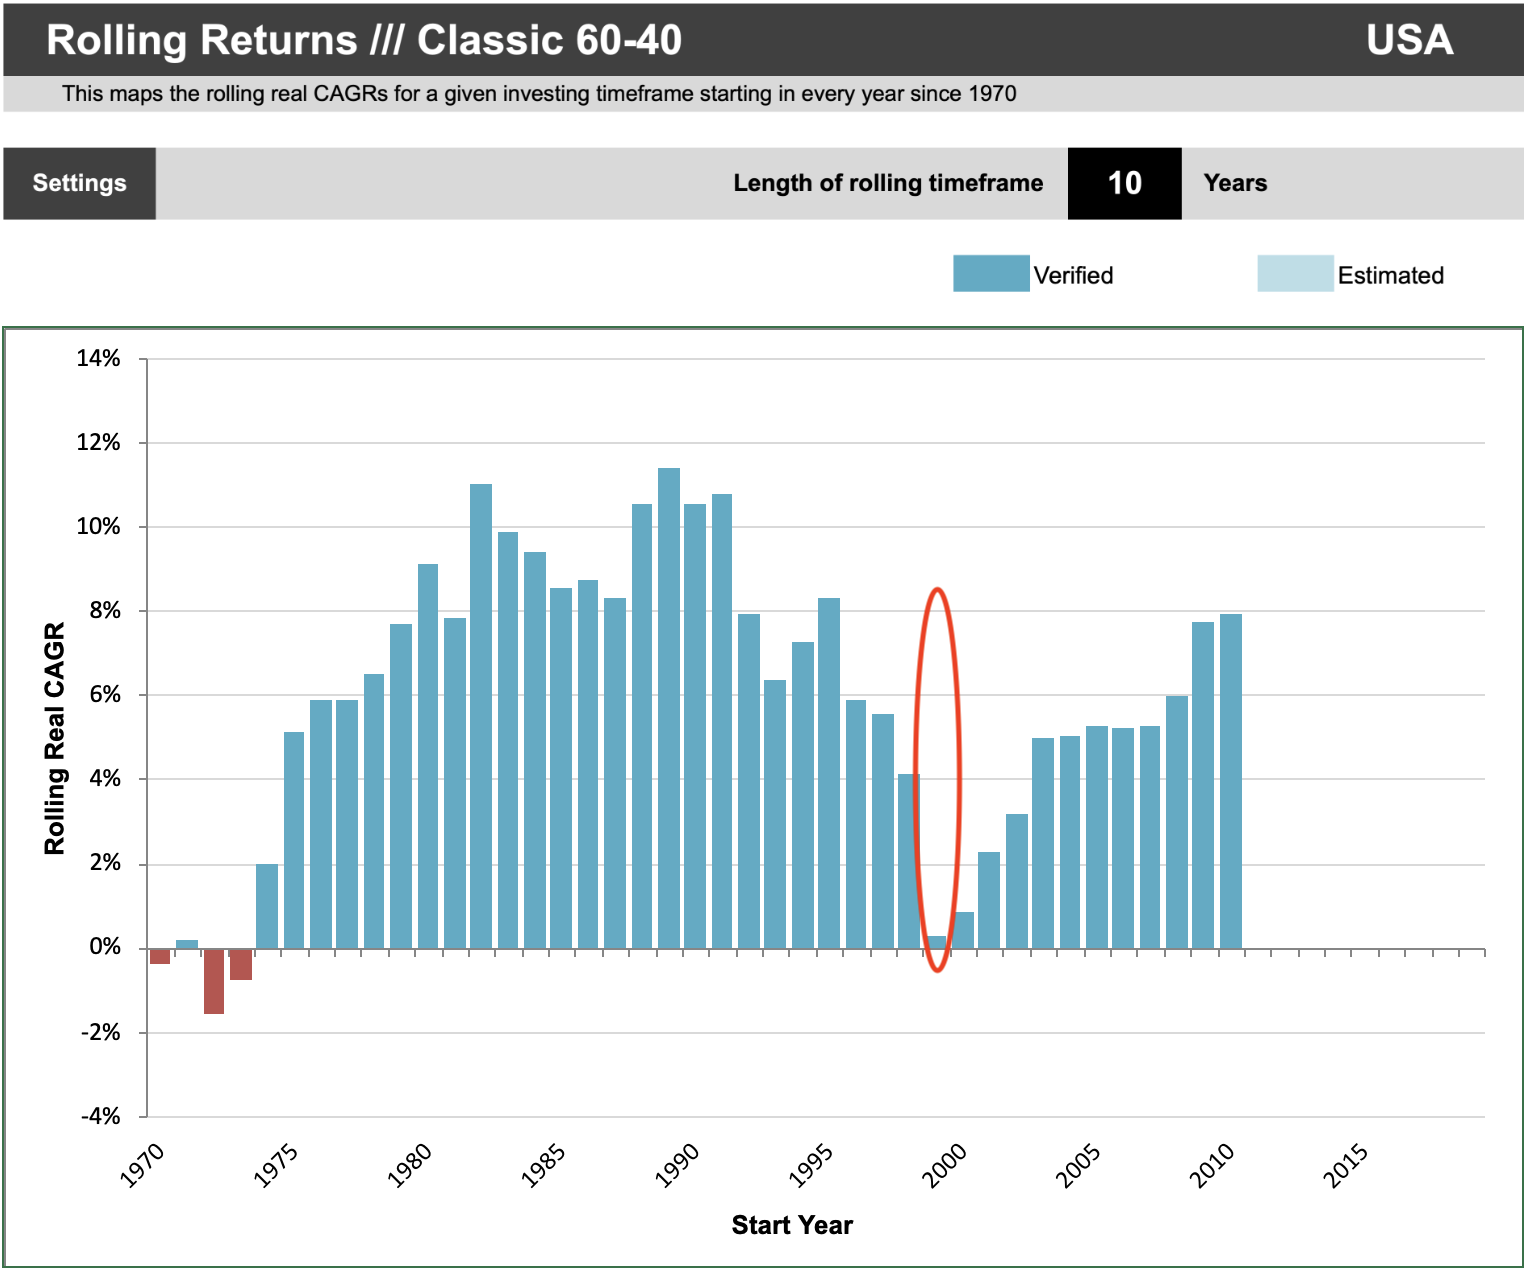 Rolling Returns /// Classic 60-40 USA
This maps the rolling real CAGRs for a given investing timeframe starting in every year since 1970
Settings Length of rolling timeframe 10 Years
Verified Estimated
14%
12%
10%
8%
6%
4%
2%
0%
-2%
-4%
Rolling Real CAGR
1970 1975 1980 1985 1990 1995 2000 2005 2010 2015
Start Year